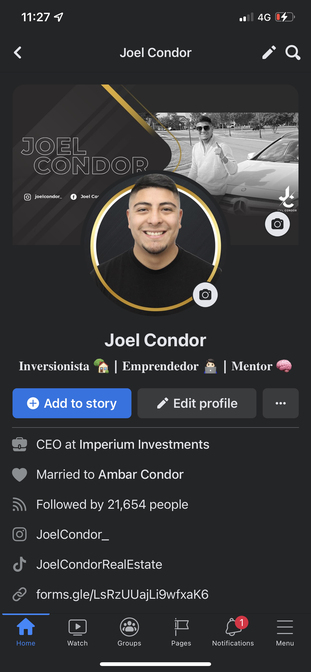 11:27
4G
Joel Condor
JOEL
CONDOR
joelcondor_
Joel Co
Joel Condor
Inversionista 🏡 | Emprendedor 👨🏻‍💻 | Mentor 🧠
Add to story
Edit profile
CEO at Imperium Investments
Married to Ambar Condor
Followed by 21,654 people
JoelCondor_
JoelCondorRealEstate
forms.gle/LsRzUUajLi9wfxaK6
1
Home
Watch
Groups
Pages
Notifications
Menu